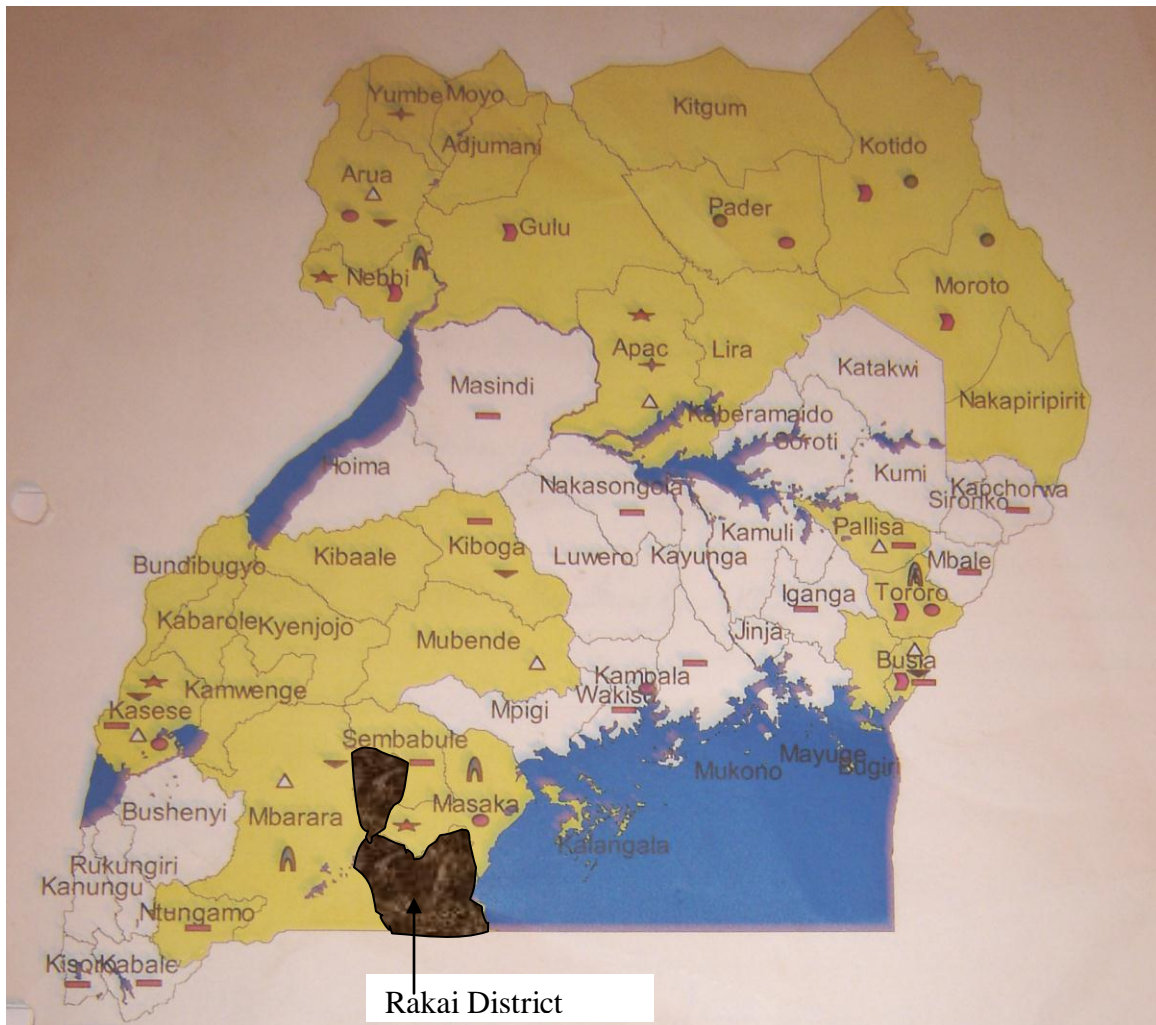 Yumbe Moyo
Adjumani
Kitgum
Kotido
Arua
Pader
Gulu
Nebbi
Moroto
Apac
Lira
Katakwi
Masindi
Nakapiripirit
Kaberamaido
Soroti
Hoima
Kumi
Nakasongola
Kapchorwa
Sironko
Kamuli
Pallisa
Kiboga
Kibaale
Luwero
Kayunga
Mbale
Bundibugyo
Iganga
Tororo
Kabarole Kyenjojo
Mubende
Jinja
Busia
Kampala
Kamwenge
Wakiso
Kasese
Mpigi
Sembabule
Mayuge
Mukono
Bugiri
Bushenyi
Mbarara
Masaka
Kalangala
Rukungiri
Kanungu
Ntungamo
Kisoro Kabale
Rakai District